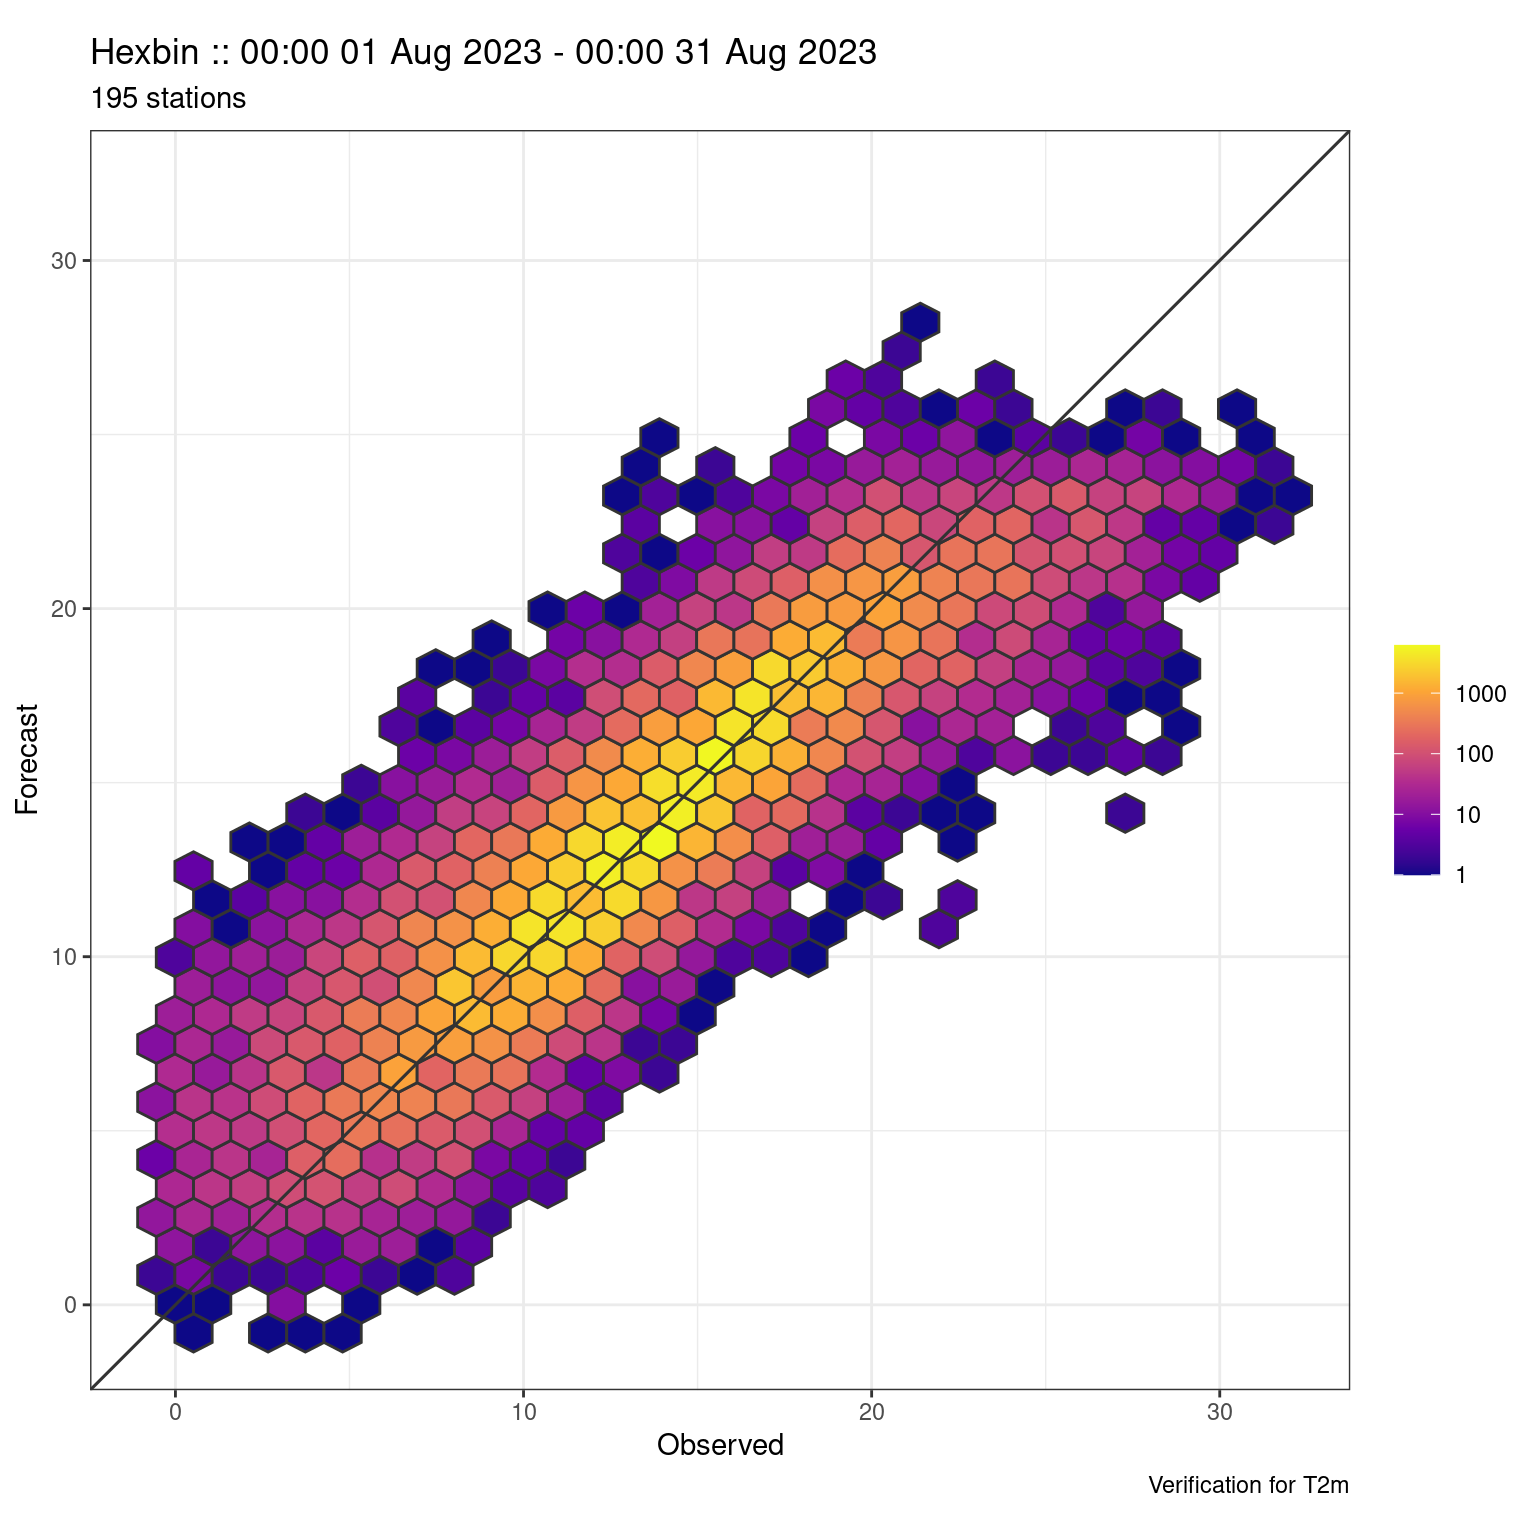 Hexbin :: 00:00 01 Aug 2023 - 00:00 31 Aug 2023
195 stations
Forecast
30
20
10
0
0 10 20 30
Observed
1000
100
10
1
Verification for T2m